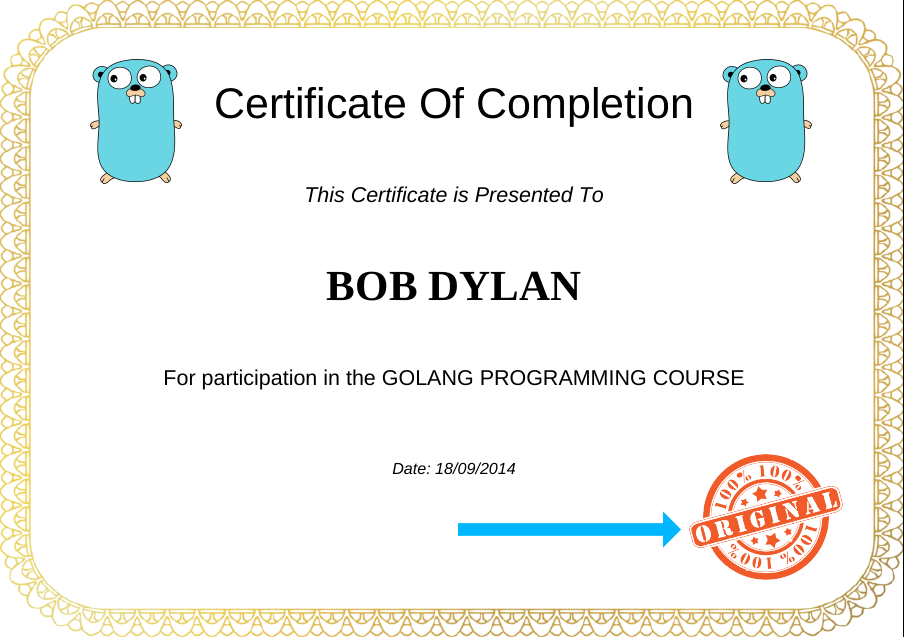 Certificate Of Completion
This Certificate is Presented To
BOB DYLAN
For participation in the GOLANG PROGRAMMING COURSE
Date: 18/09/2014
100% 100%
ORIGINAL
100% 100%